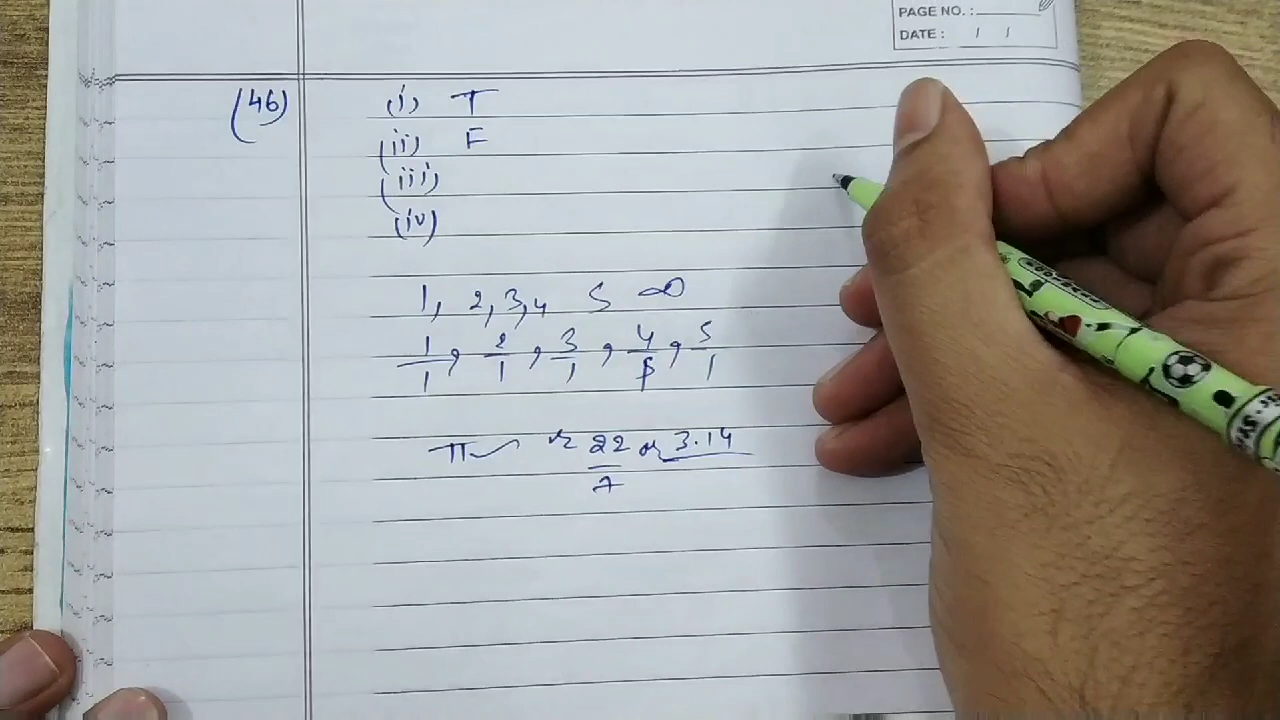 PAGE NO. :
DATE : / /
(46) (i) T
(ii) F
(iii)
(iv)
1, 2, 3, 4 5 ∞
1/1, 2/1, 3/1, 4/1, 5/1
π 22/7 or 3.14